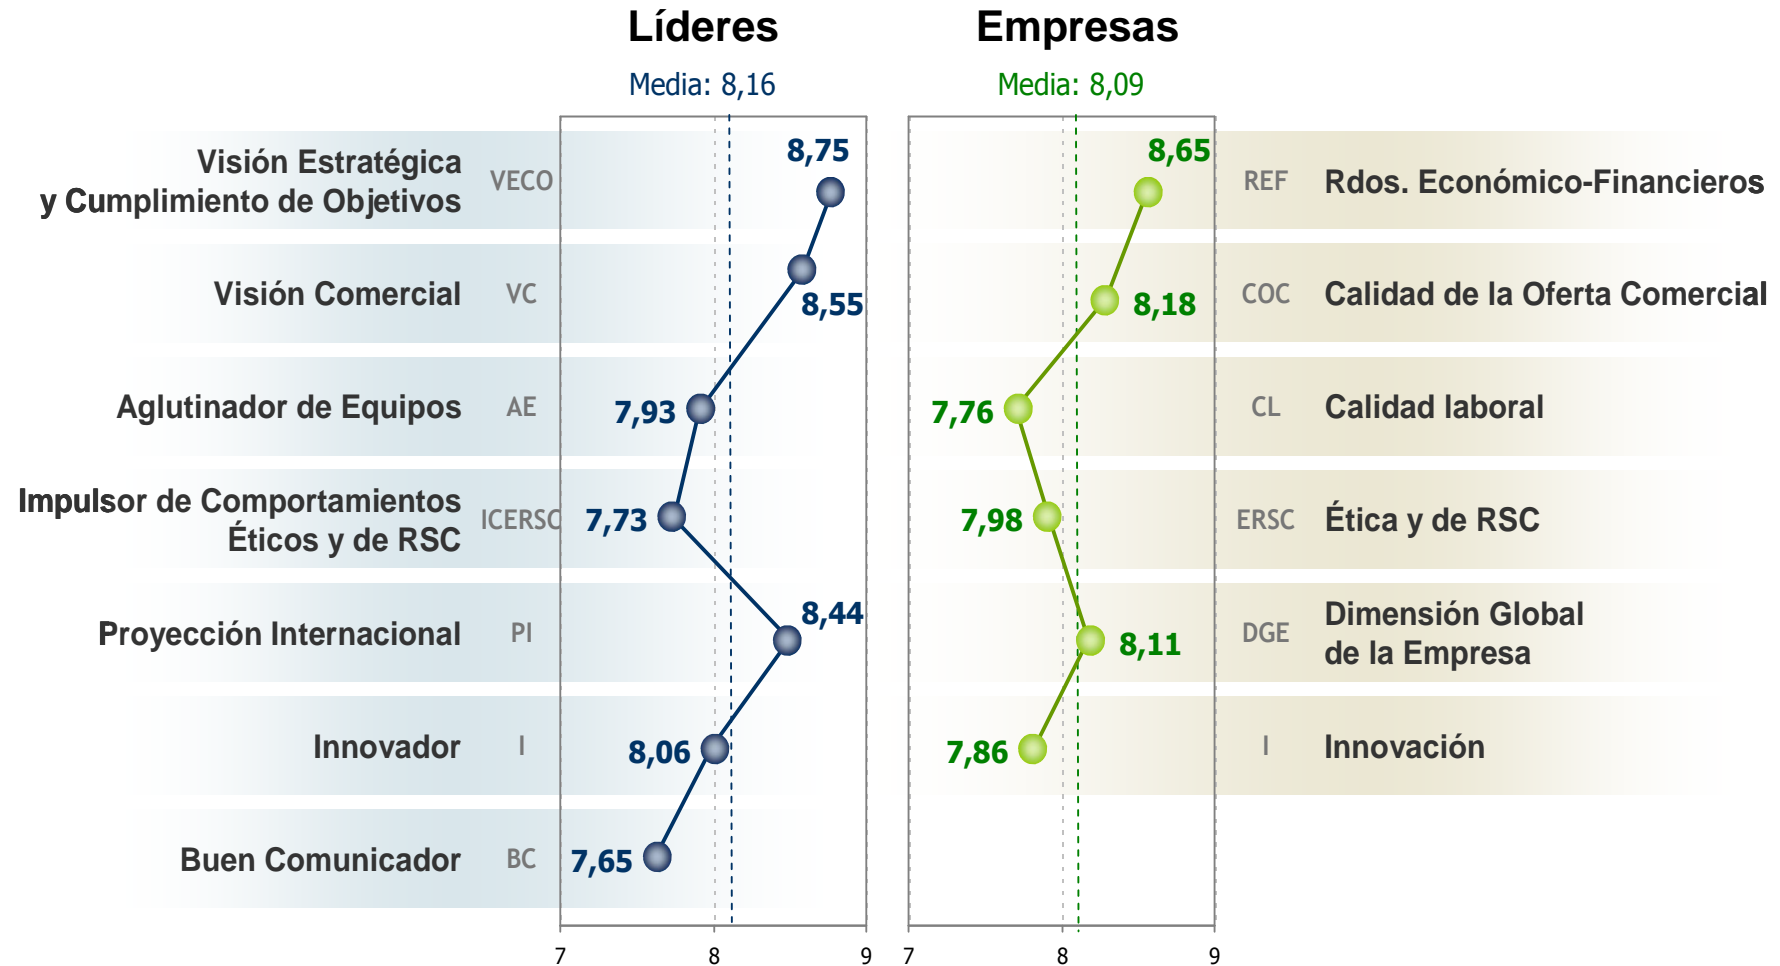 Líderes
Empresas
Media: 8,16
Media: 8,09
Visión Estratégica
y Cumplimiento de Objetivos
VECO
8,75
8,65
REF
Rdos. Económico-Financieros
Visión Comercial
VC
8,55
8,18
COC
Calidad de la Oferta Comercial
Aglutinador de Equipos
AE
7,93
7,76
CL
Calidad laboral
Impulsor de Comportamientos
Éticos y de RSC
ICERSC
7,73
7,98
ERSC
Ética y de RSC
Proyección Internacional
PI
8,44
8,11
DGE
Dimensión Global
de la Empresa
Innovador
I
8,06
7,86
I
Innovación
Buen Comunicador
BC
7,65
7
8
9
7
8
9